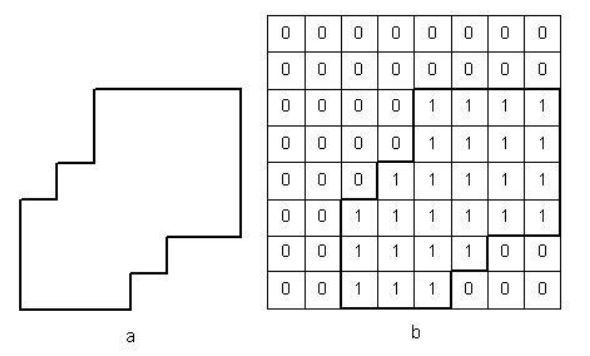 0 0 0 0 0 0 0 0
0 0 0 0 0 0 0 0
0 0 0 0 1 1 1 1
0 0 0 0 1 1 1 1
0 0 0 1 1 1 1 1
0 0 1 1 1 1 1 1
0 0 1 1 1 1 0 0
0 0 1 1 1 0 0 0
a b